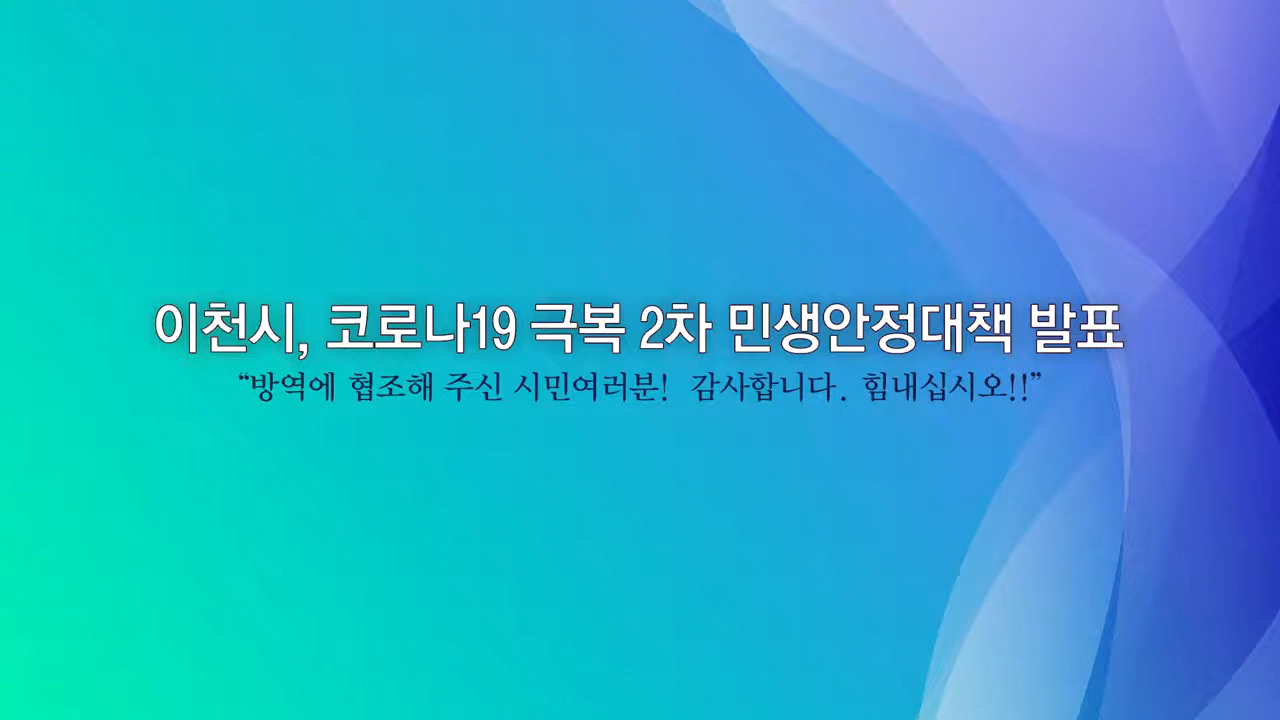 이천시, 코로나19 극복 2차 민생안정대책 발표
“방역에 협조해 주신 시민여러분! 감사합니다. 힘내십시오!!”